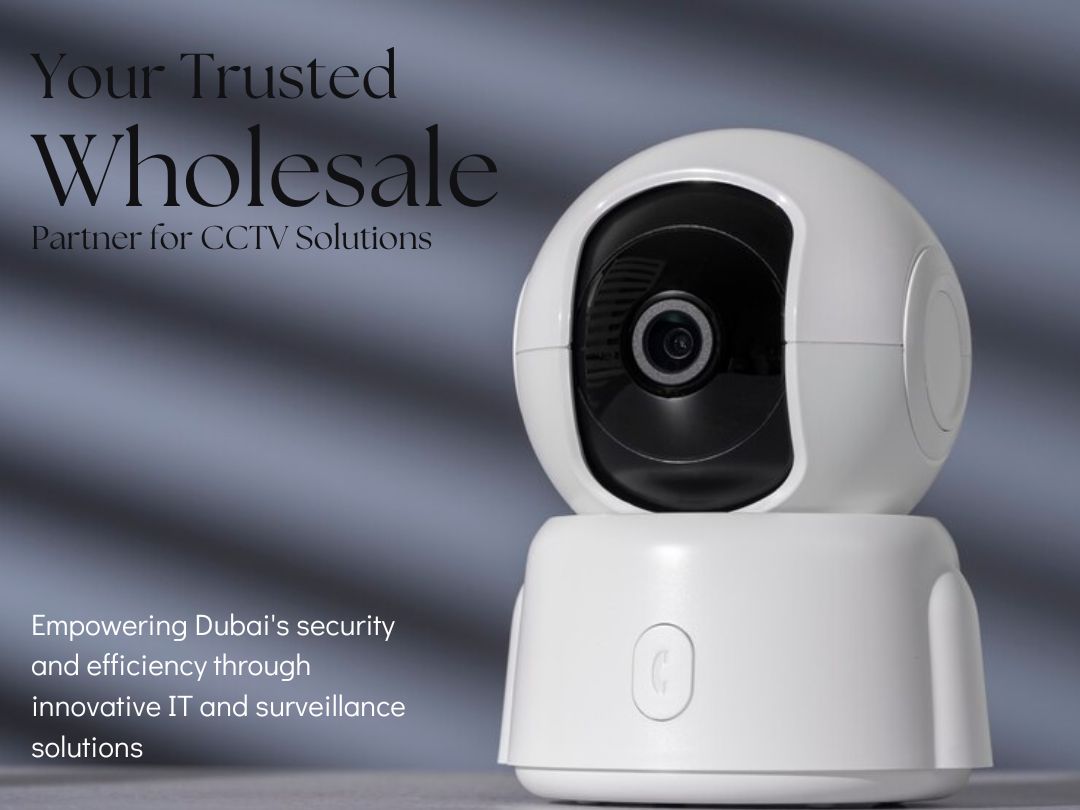 Your Trusted
Wholesale
Partner for CCTV Solutions
Empowering Dubai's security
and efficiency through
innovative IT and surveillance
solutions